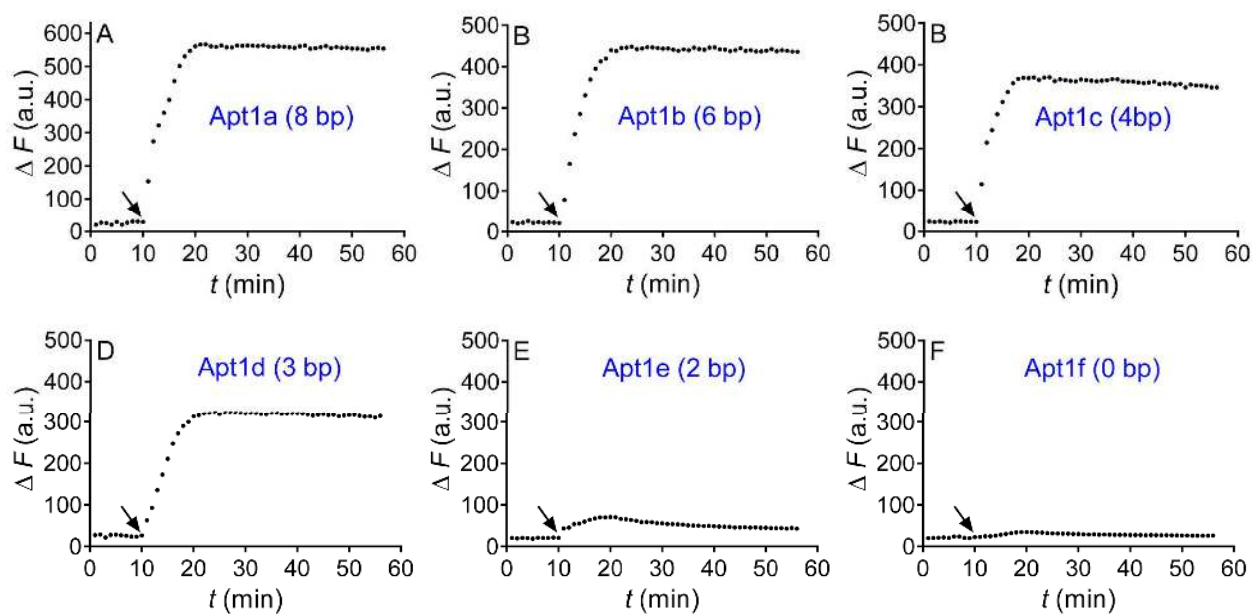 A
Δ F (a.u.)
600
500
400
300
200
100
0
Apt1a (8 bp)
0 10 20 30 40 50 60
t (min)
B
Δ F (a.u.)
500
400
300
200
100
0
Apt1b (6 bp)
0 10 20 30 40 50 60
t (min)
B
Δ F (a.u.)
500
400
300
200
100
0
Apt1c (4bp)
0 10 20 30 40 50 60
t (min)
D
Δ F (a.u.)
500
400
300
200
100
0
Apt1d (3 bp)
0 10 20 30 40 50 60
t (min)
E
Δ F (a.u.)
500
400
300
200
100
0
Apt1e (2 bp)
0 10 20 30 40 50 60
t (min)
F
Δ F (a.u.)
500
400
300
200
100
0
Apt1f (0 bp)
0 10 20 30 40 50 60
t (min)